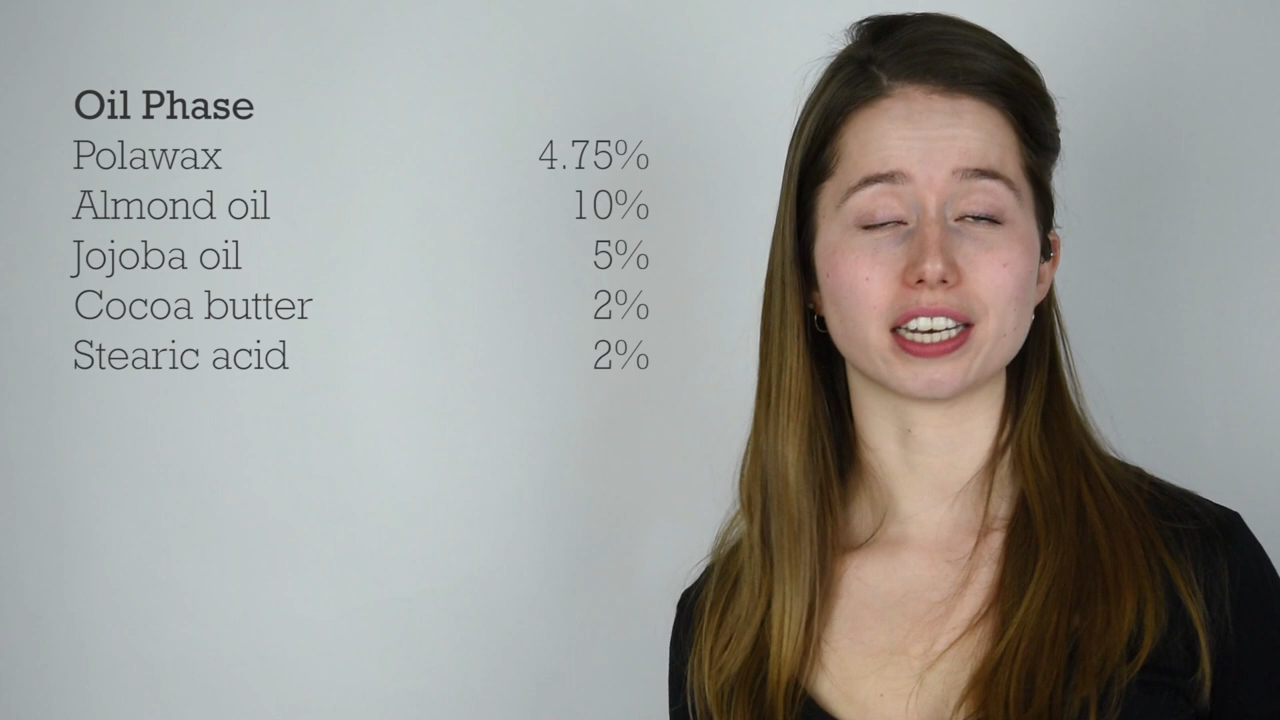 Oil Phase
Polawax 4.75%
Almond oil 10%
Jojoba oil 5%
Cocoa butter 2%
Stearic acid 2%